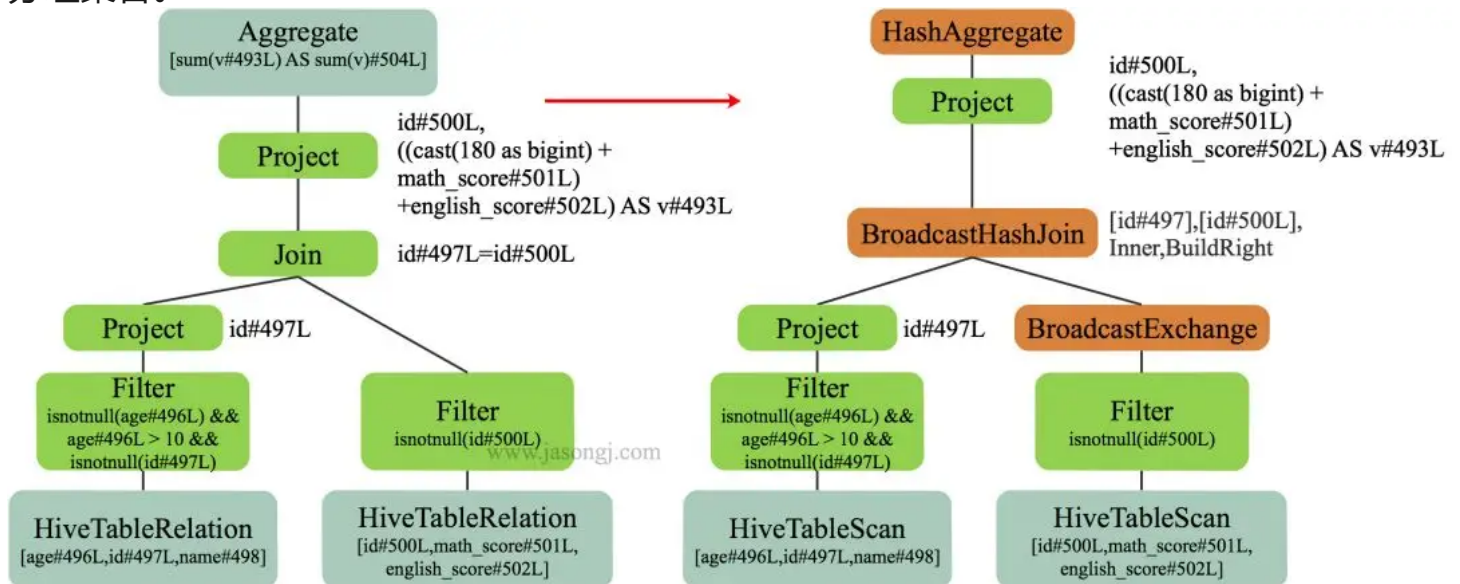 Aggregate
[sum(v#493L) AS sum(v)#504L]
Project
id#500L,
((cast(180 as bigint) +
math_score#501L)
+english_score#502L) AS v#493L
Join
id#497L=id#500L
Project
id#497L
Filter
isnotnull(age#496L) &&
age#496L > 10 &&
isnotnull(id#497L)
Filter
isnotnull(id#500L)
HiveTableRelation
[age#496L,id#497L,name#498]
HiveTableRelation
[id#500L,math_score#501L,
english_score#502L]
www.jasongj.com
HashAggregate
Project
id#500L,
((cast(180 as bigint) +
math_score#501L)
+english_score#502L) AS v#493L
BroadcastHashJoin
[id#497],[id#500L],
Inner,BuildRight
Project
id#497L
BroadcastExchange
Filter
isnotnull(age#496L) &&
age#496L > 10 &&
isnotnull(id#497L)
Filter
isnotnull(id#500L)
HiveTableScan
[age#496L,id#497L,name#498]
HiveTableScan
[id#500L,math_score#501L,
english_score#502L]